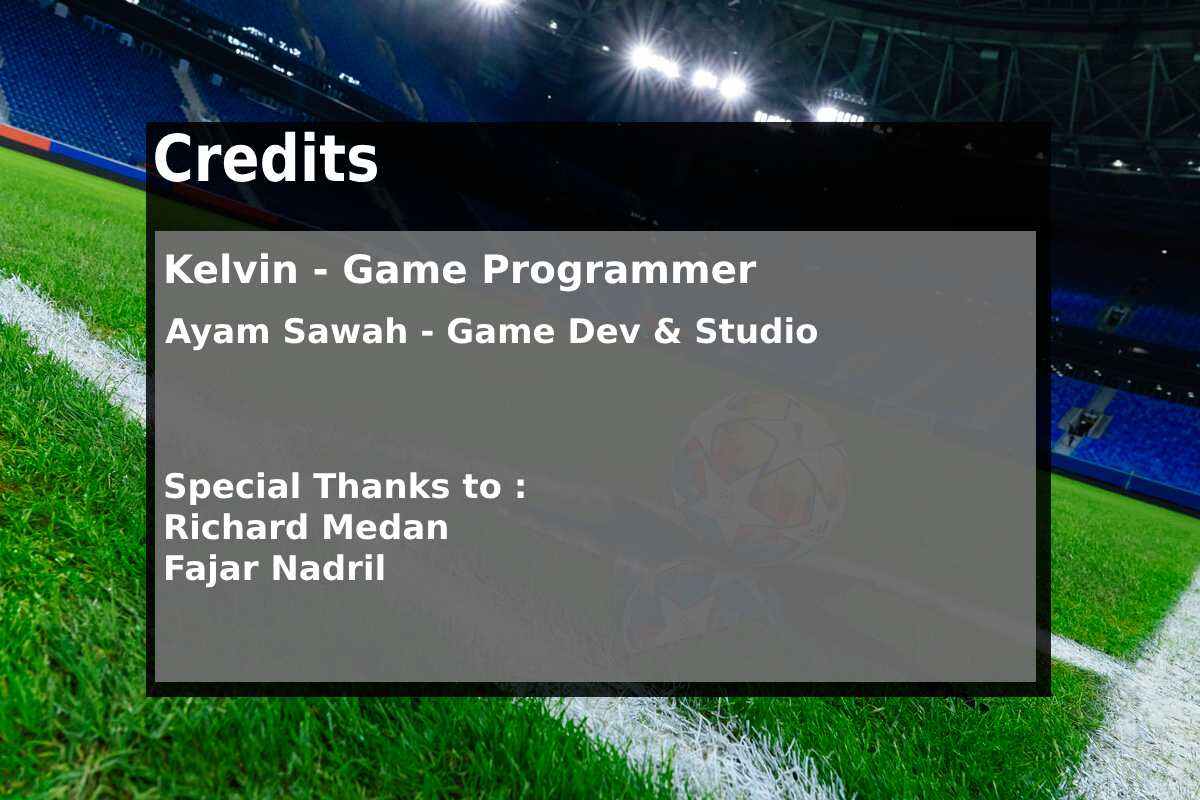 Credits
Kelvin - Game Programmer
Ayam Sawah - Game Dev & Studio
Special Thanks to :
Richard Medan
Fajar Nadril